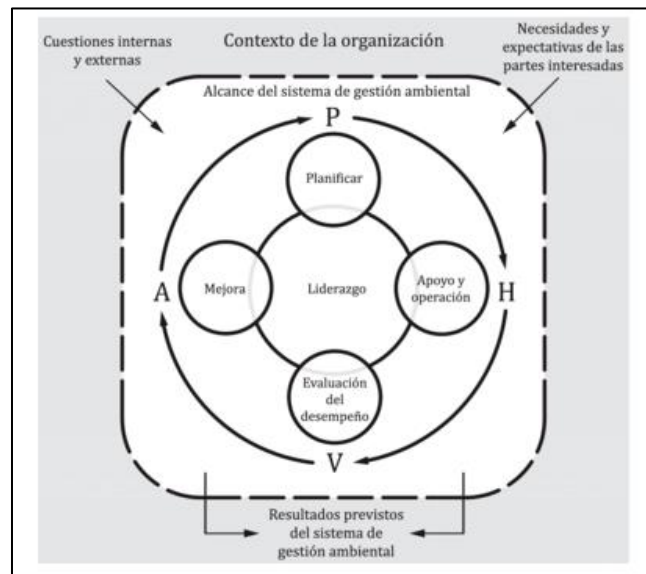 Cuestiones internas
y externas
Contexto de la organización
Necesidades y
expectativas de las
partes interesadas
Alcance del sistema de gestión ambiental
P
Planificar
A
Mejora
Liderazgo
Apoyo y
operación
H
Evaluación
del
desempeño
V
Resultados previstos
del sistema de
gestión ambiental